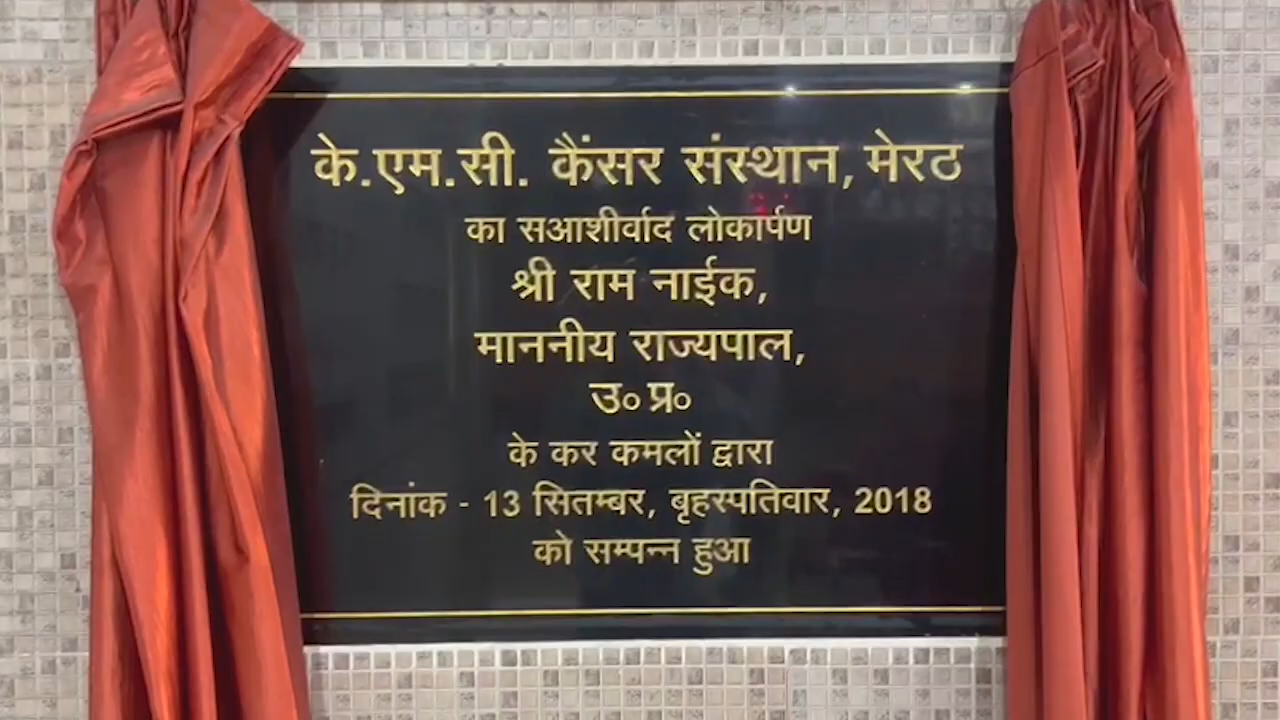 के.एम.सी. कैंसर संस्थान, मेरठ
का सआशीर्वाद लोकार्पण
श्री राम नाईक,
माननीय राज्यपाल,
उ० प्र०
के कर कमलों द्वारा
दिनांक - 13 सितम्बर, बृहस्पतिवार, 2018
को सम्पन्न हुआ